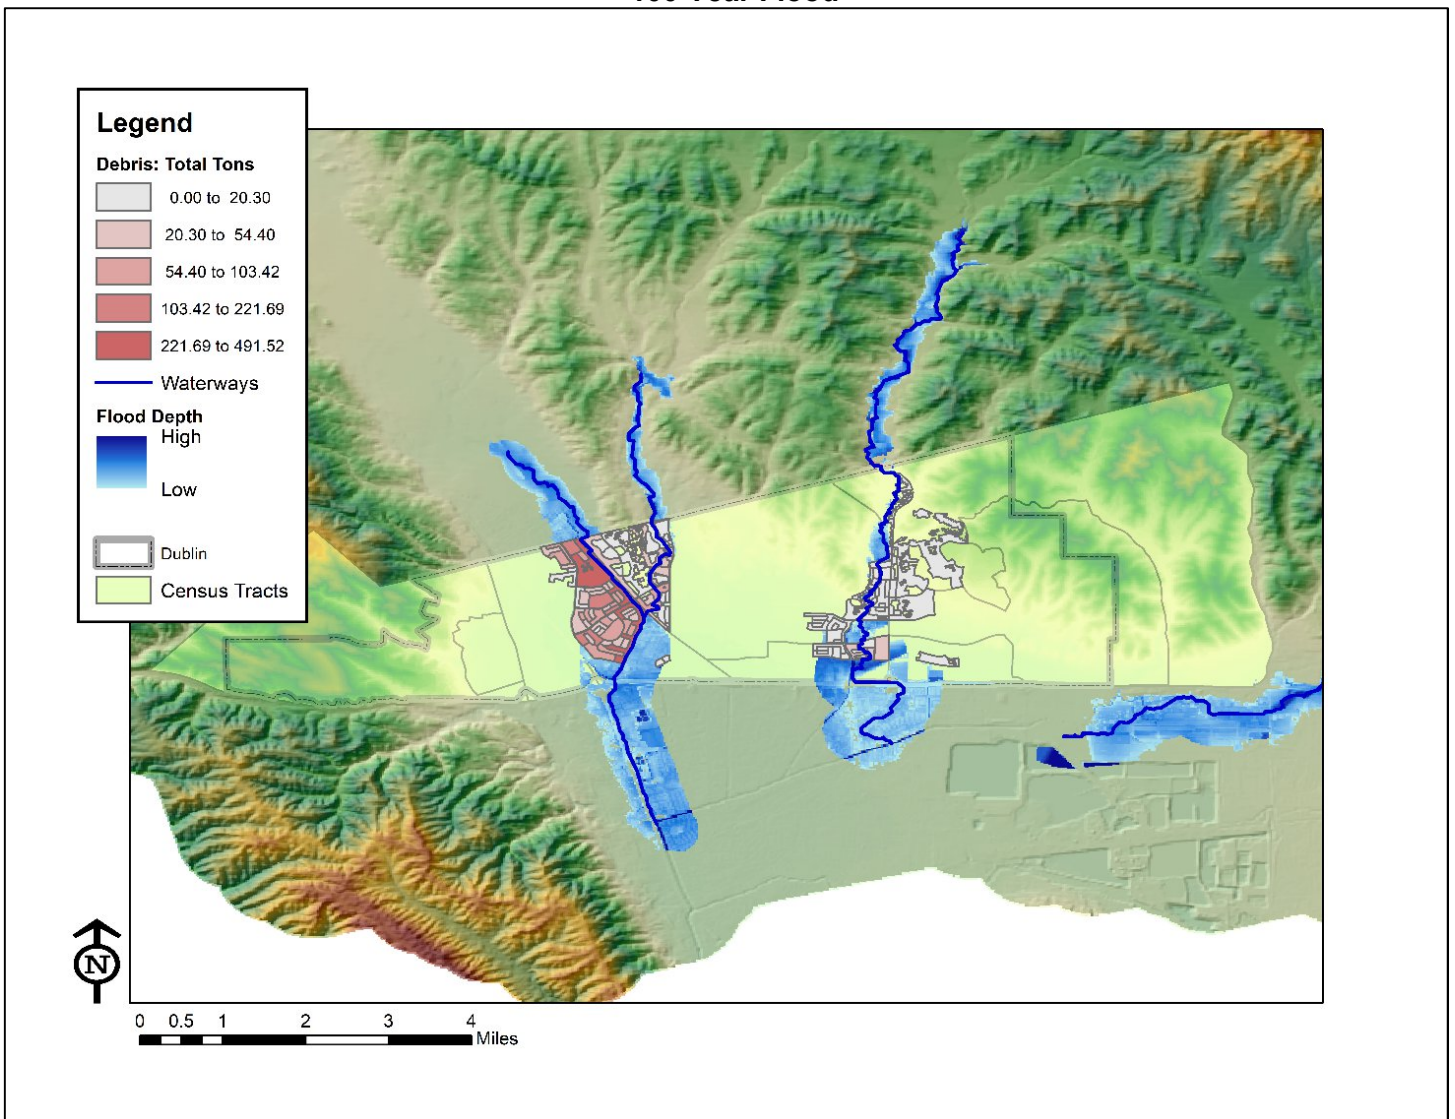 Legend
Debris: Total Tons
0.00 to 20.30
20.30 to 54.40
54.40 to 103.42
103.42 to 221.69
221.69 to 491.52
Waterways
Flood Depth
High
Low
Dublin
Census Tracts
N
0 0.5 1 2 3 4
Miles